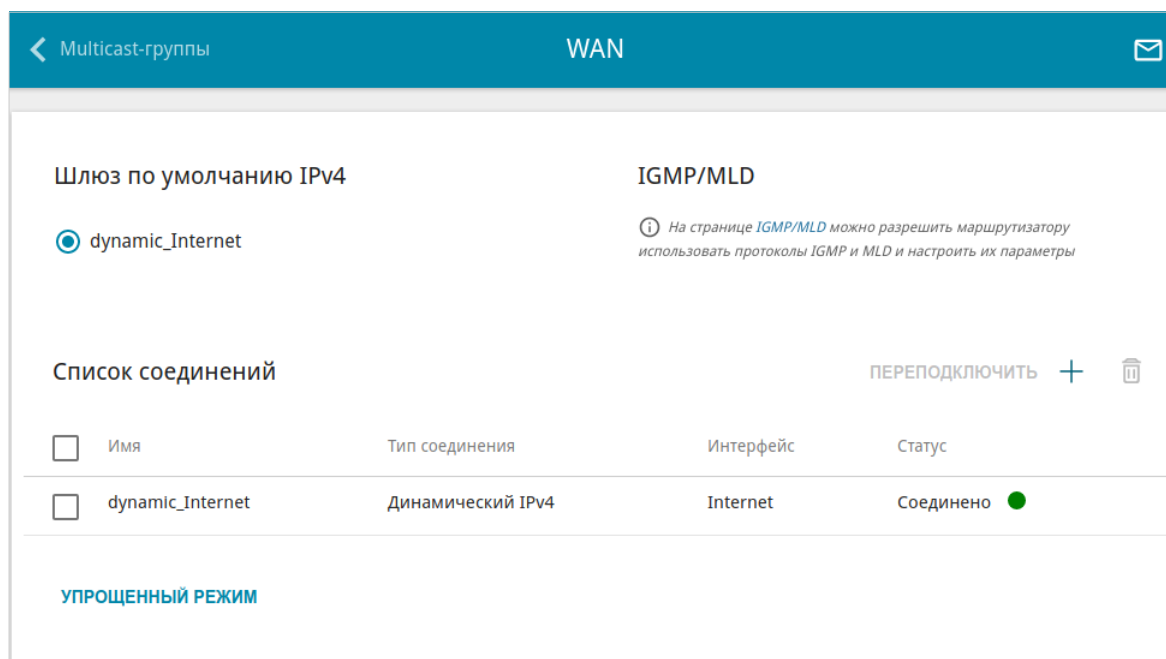 Multicast-группы
WAN
Шлюз по умолчанию IPv4
dynamic_Internet
IGMP/MLD
На странице IGMP/MLD можно разрешить маршрутизатору
использовать протоколы IGMP и MLD и настроить их параметры
Список соединений
ПЕРЕПОДКЛЮЧИТЬ
Имя Тип соединения Интерфейс Статус
dynamic_Internet Динамический IPv4 Internet Соединено
УПРОЩЕННЫЙ РЕЖИМ